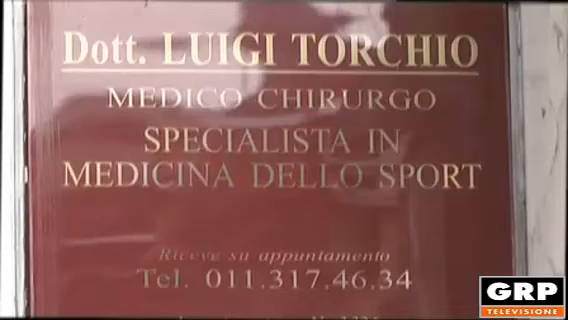 Dott. LUIGI TORCHIO
MEDICO CHIRURGO
SPECIALISTA IN
MEDICINA DELLO SPORT
Riceve su appuntamento
Tel. 011.317.46.34
GRP
TELEVISIONE